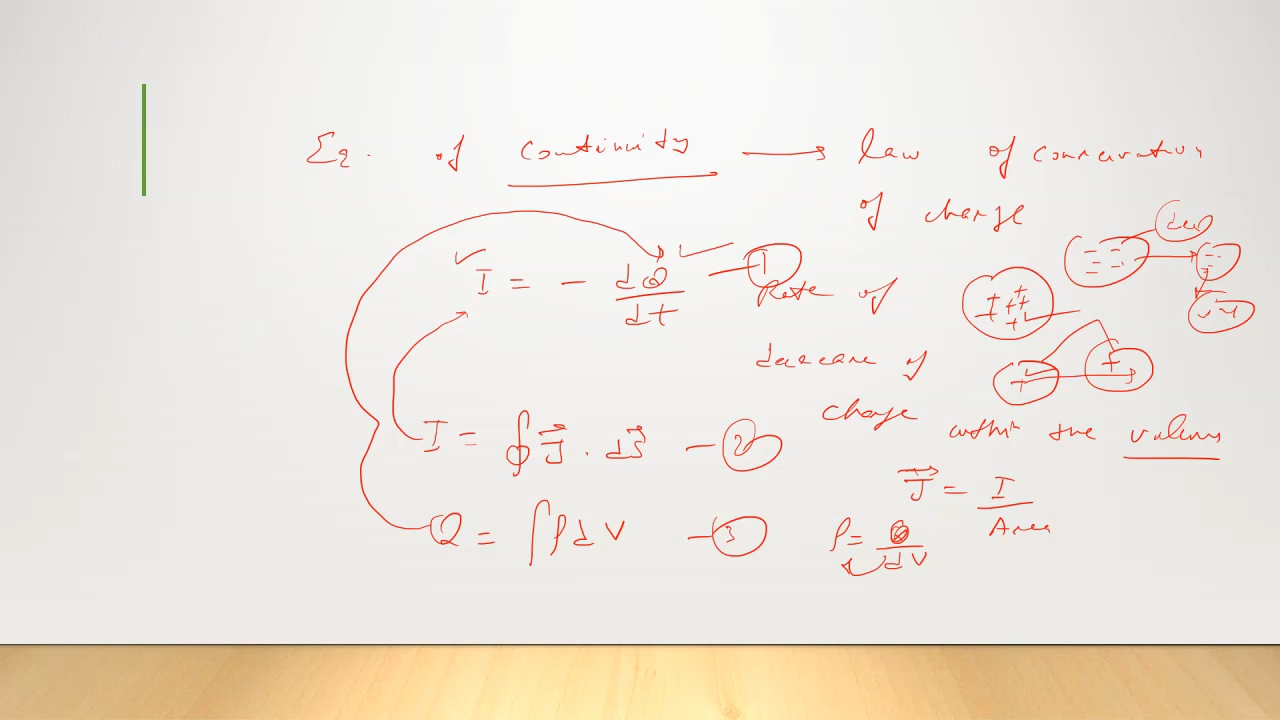 Eq. of continuity → law of conservation
of charge
I = - dQ/dt — 1
Rate of
decrease of
charge within the volume
I = ∮ J⃗ . dS⃗ — 2
J⃗ = I/Area
Q = ∫ ρ dV — 3
ρ = Q/dV